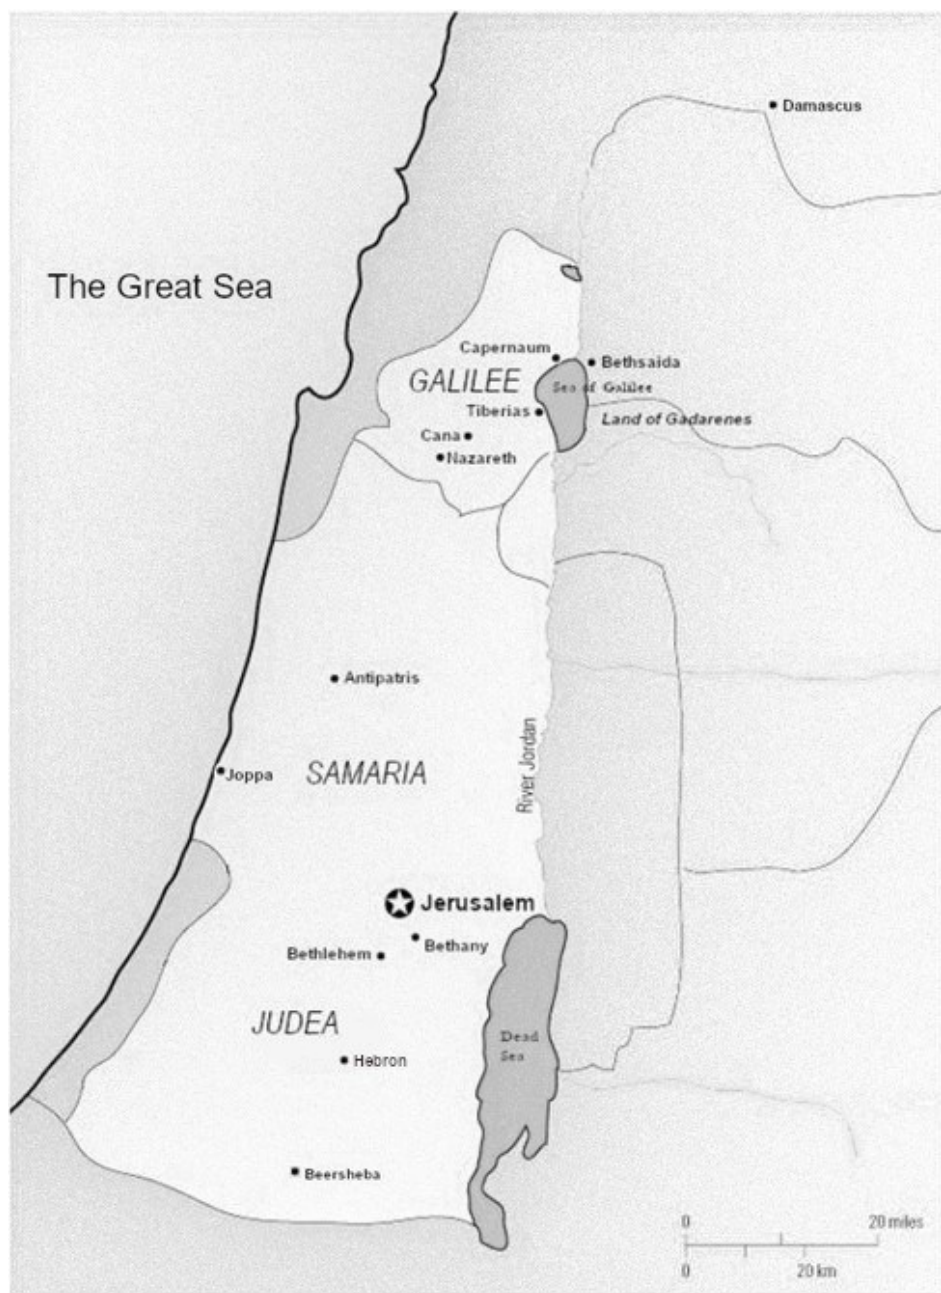 Damascus
The Great Sea
Capernaum
Bethsaida
GALILEE
Sea of Galilee
Tiberias
Land of Gadarenes
Cana
Nazareth
Antipatris
River Jordan
SAMARIA
Joppa
Jerusalem
Bethany
Bethlehem
JUDEA
Dead
Sea
Hebron
Beersheba
0 20 miles
0 20 km